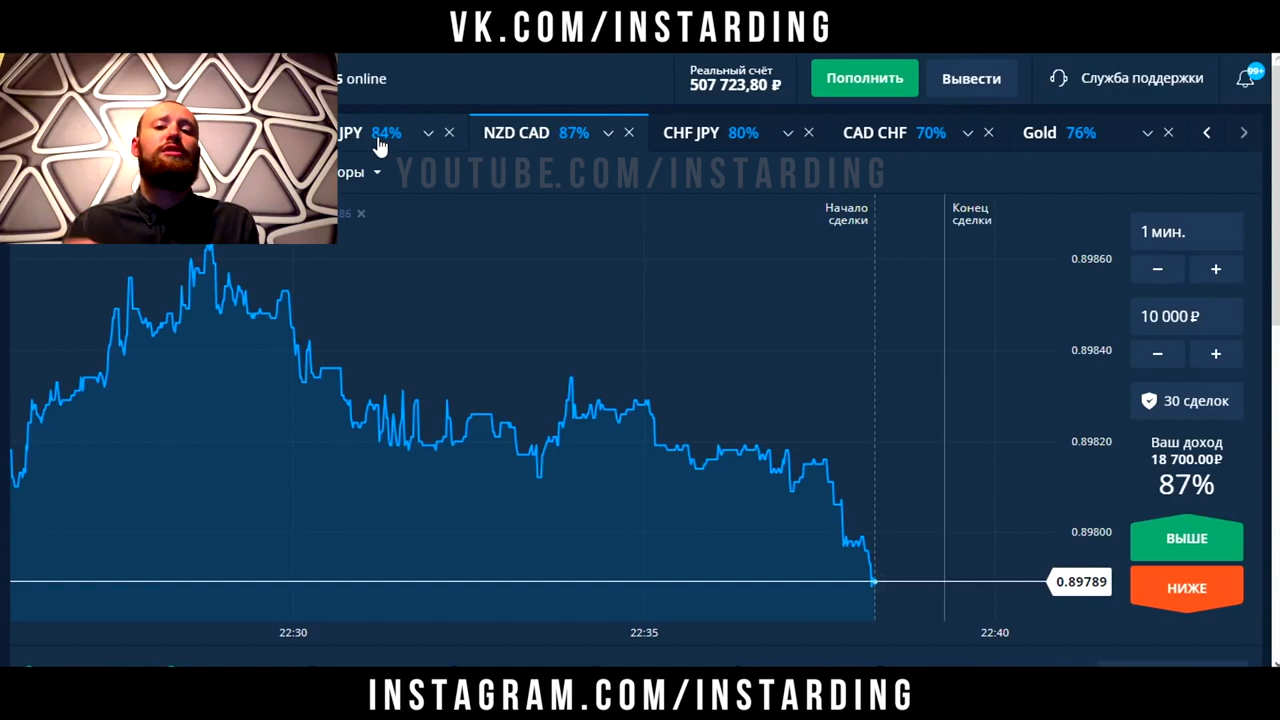 VK.COM/INSTARDING
5 online
Реальный счёт
507 723,80 ₽
Пополнить
Вывести
Служба поддержки
99+
JPY 84%
NZD CAD 87%
CHF JPY 80%
CAD CHF 70%
Gold 76%
оры
YOUTUBE.COM/INSTARDING
86
Начало
сделки
Конец
сделки
1 мин.
0.89860
10 000 ₽
0.89840
30 сделок
Ваш доход
18 700.00₽
87%
0.89820
0.89800
ВЫШЕ
0.89789
НИЖЕ
22:30
22:35
22:40
INSTAGRAM.COM/INSTARDING